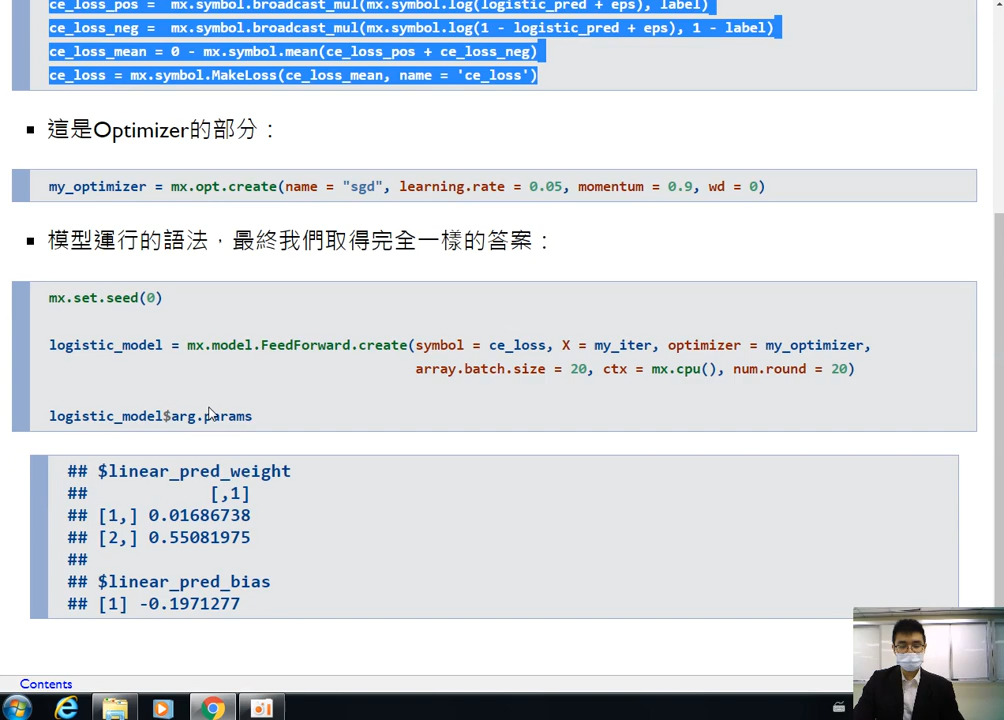 ce_loss_pos =  mx.symbol.broadcast_mul(mx.symbol.log(logistic_pred + eps), label)
ce_loss_neg =  mx.symbol.broadcast_mul(mx.symbol.log(1 - logistic_pred + eps), 1 - label)
ce_loss_mean = 0 - mx.symbol.mean(ce_loss_pos + ce_loss_neg)
ce_loss = mx.symbol.MakeLoss(ce_loss_mean, name = 'ce_loss')
▪ 這是Optimizer的部分：
my_optimizer = mx.opt.create(name = "sgd", learning.rate = 0.05, momentum = 0.9, wd = 0)
▪ 模型運行的語法，最終我們取得完全一樣的答案：
mx.set.seed(0)
logistic_model = mx.model.FeedForward.create(symbol = ce_loss, X = my_iter, optimizer = my_optimizer,
array.batch.size = 20, ctx = mx.cpu(), num.round = 20)
logistic_model$arg.params
## $linear_pred_weight
##            [,1]
## [1,] 0.01686738
## [2,] 0.55081975
##
## $linear_pred_bias
## [1] -0.1971277
Contents